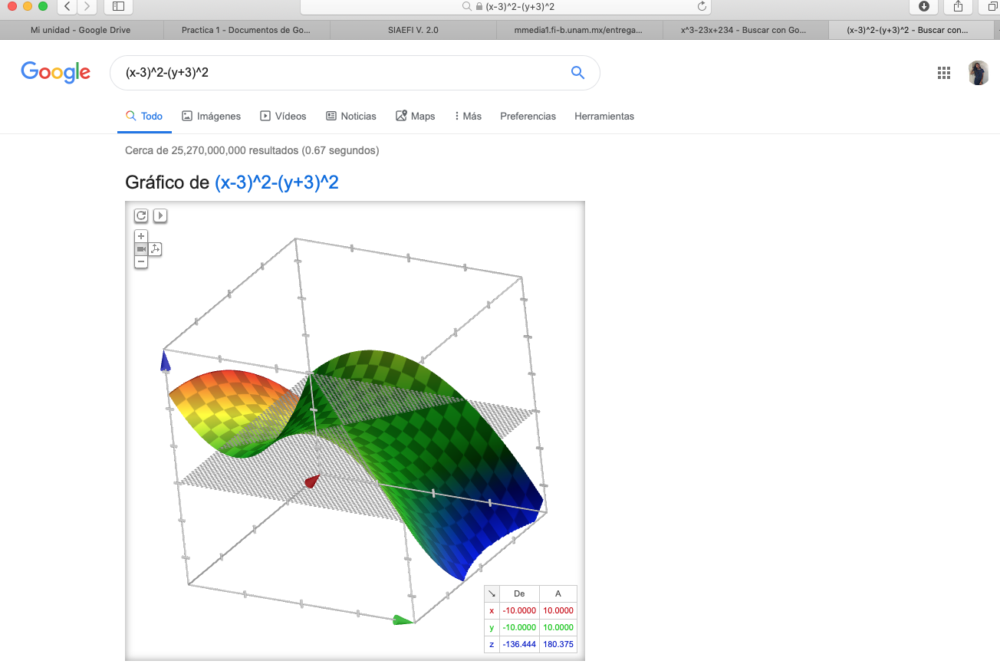 (x-3)^2-(y+3)^2
Mi unidad - Google Drive
Practica 1 - Documentos de Go...
SIAEFI V. 2.0
mmedia1.fi-b.unam.mx/entrega...
x^3-23x+234 - Buscar con Go...
(x-3)^2-(y+3)^2 - Buscar con...
Google
(x-3)^2-(y+3)^2
Todo Imágenes Vídeos Noticias Maps Más Preferencias Herramientas
Cerca de 25,270,000,000 resultados (0.67 segundos)
Gráfico de (x-3)^2-(y+3)^2
De A
x -10.0000 10.0000
y -10.0000 10.0000
z -136.444 180.375